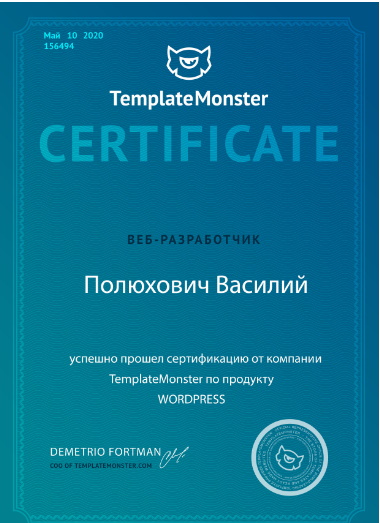 Май 10 2020
156494
TemplateMonster
CERTIFICATE
ВЕБ-РАЗРАБОТЧИК
Полюхович Василий
успешно прошел сертификацию от компании
TemplateMonster по продукту
WORDPRESS
DEMETRIO FORTMAN
COO OF TEMPLATEMONSTER.COM